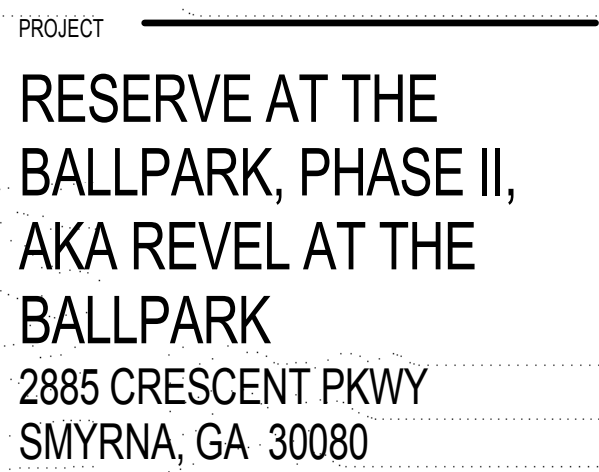 PROJECT
RESERVE AT THE
BALLPARK, PHASE II,
AKA REVEL AT THE
BALLPARK
2885 CRESCENT PKWY
SMYRNA, GA 30080